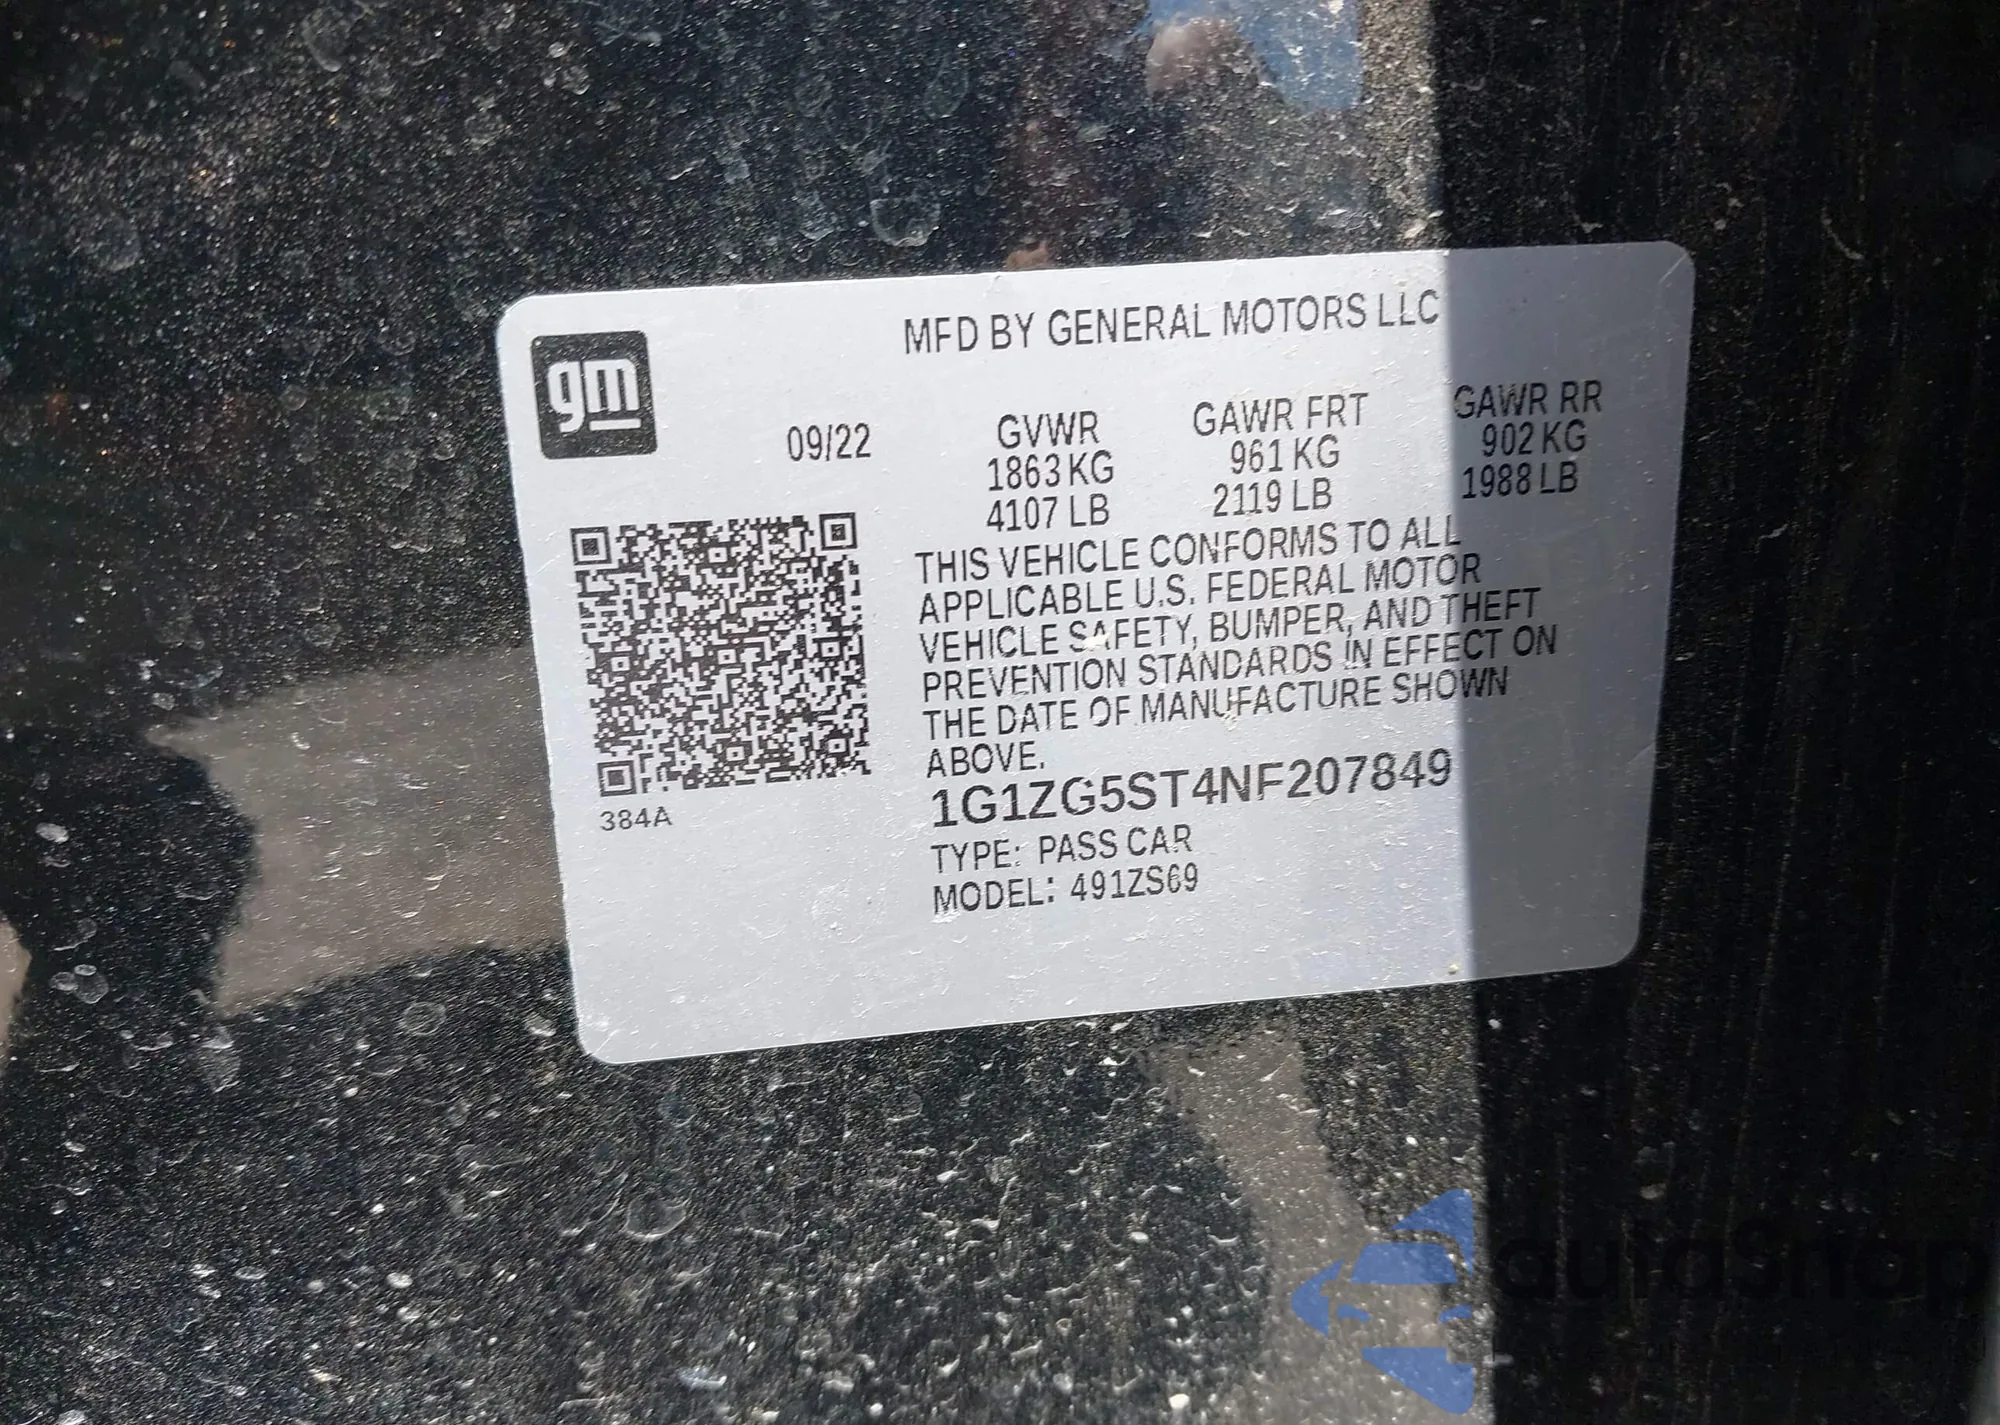 gm
MFD BY GENERAL MOTORS LLC
09/22
GVWR
1863 KG
4107 LB
GAWR FRT
961 KG
2119 LB
GAWR RR
902 KG
1988 LB
THIS VEHICLE CONFORMS TO ALL
APPLICABLE U.S. FEDERAL MOTOR
VEHICLE SAFETY, BUMPER, AND THEFT
PREVENTION STANDARDS IN EFFECT ON
THE DATE OF MANUFACTURE SHOWN
ABOVE.
1G1ZG5ST4NF207849
TYPE: PASS CAR
MODEL: 491ZS69
384A